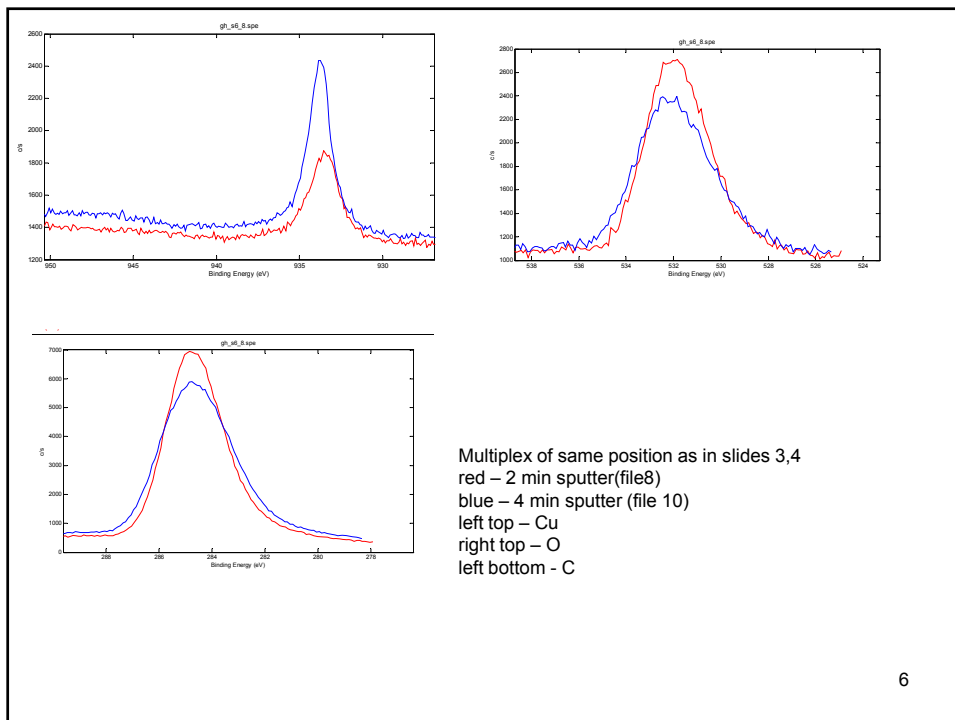 gh_s6_8.spe
c/s
2600
2400
2200
2000
1800
1600
1400
1200
950 945 940 935 930
Binding Energy (eV)
gh_s6_8.spe
c/s
2800
2600
2400
2200
2000
1800
1600
1400
1200
1000
538 536 534 532 530 528 526 524
Binding Energy (eV)
gh_s6_8.spe
c/s
7000
6000
5000
4000
3000
2000
1000
0
288 286 284 282 280 278
Binding Energy (eV)
Multiplex of same position as in slides 3,4
red – 2 min sputter(file8)
blue – 4 min sputter (file 10)
left top – Cu
right top – O
left bottom - C
6